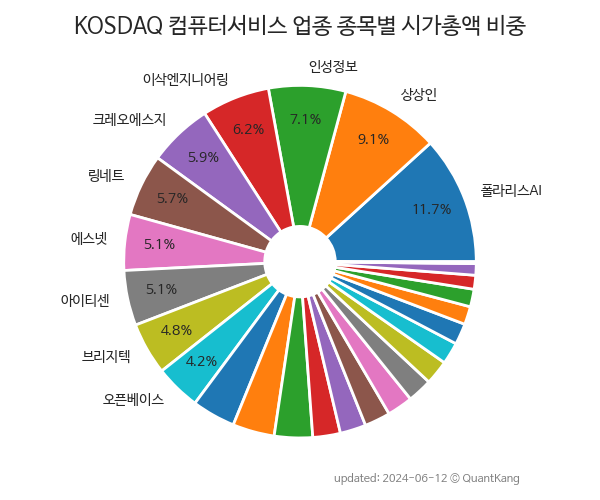 KOSDAQ 컴퓨터서비스 업종 종목별 시가총액 비중
인성정보
이삭엔지니어링
상상인
크레오에스지
7.1%
6.2%
9.1%
5.9%
링네트
5.7%
폴라리스AI
11.7%
에스넷
5.1%
아이티센
5.1%
4.8%
브리지텍
4.2%
오픈베이스
updated: 2024-06-12 © QuantKang